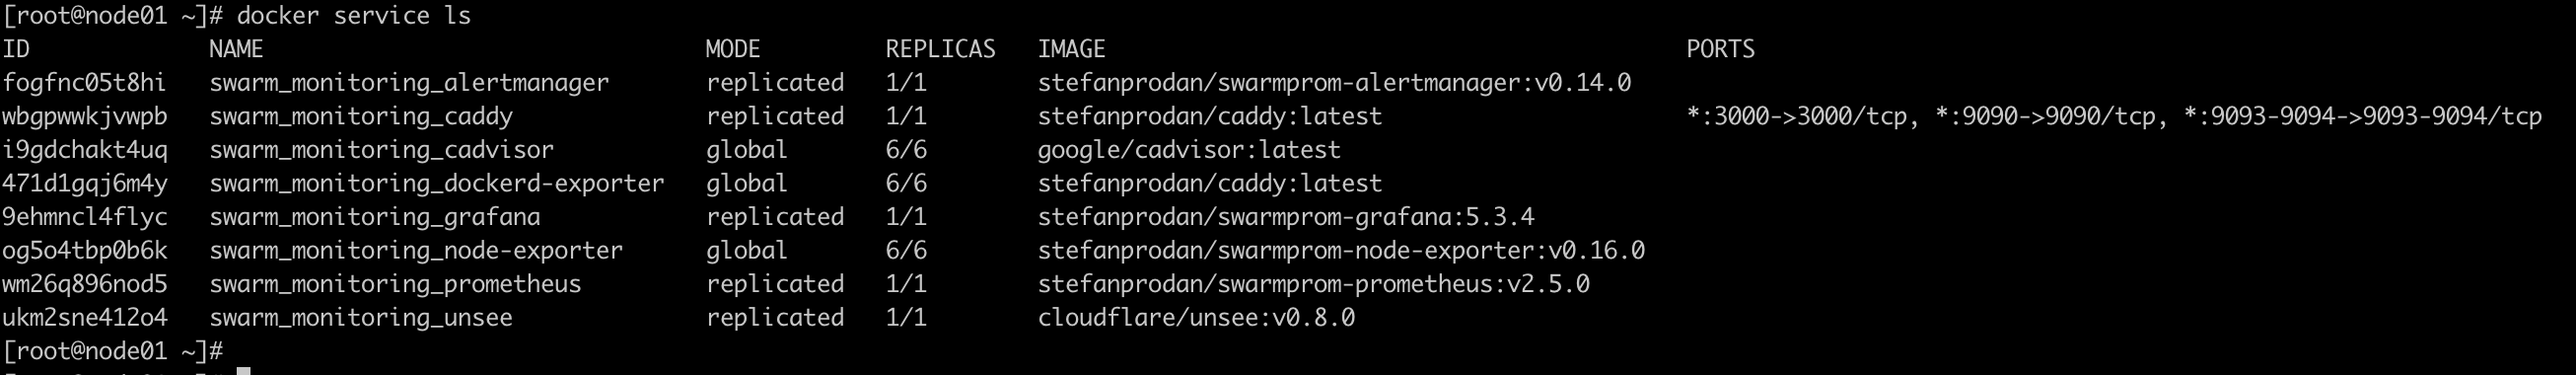 [root@node01 ~]# docker service ls
ID             NAME                                MODE         REPLICAS   IMAGE                                          PORTS
fogfnc05t8hi   swarm_monitoring_alertmanager       replicated   1/1        stefanprodan/swarmprom-alertmanager:v0.14.0
wbgpwwkjvwpb   swarm_monitoring_caddy              replicated   1/1        stefanprodan/caddy:latest                      *:3000->3000/tcp, *:9090->9090/tcp, *:9093-9094->9093-9094/tcp
i9gdchakt4uq   swarm_monitoring_cadvisor           global       6/6        google/cadvisor:latest
471d1gqj6m4y   swarm_monitoring_dockerd-exporter   global       6/6        stefanprodan/caddy:latest
9ehmncl4flyc   swarm_monitoring_grafana            replicated   1/1        stefanprodan/swarmprom-grafana:5.3.4
og5o4tbp0b6k   swarm_monitoring_node-exporter      global       6/6        stefanprodan/swarmprom-node-exporter:v0.16.0
wm26q896nod5   swarm_monitoring_prometheus         replicated   1/1        stefanprodan/swarmprom-prometheus:v2.5.0
ukm2sne412o4   swarm_monitoring_unsee              replicated   1/1        cloudflare/unsee:v0.8.0
[root@node01 ~]#